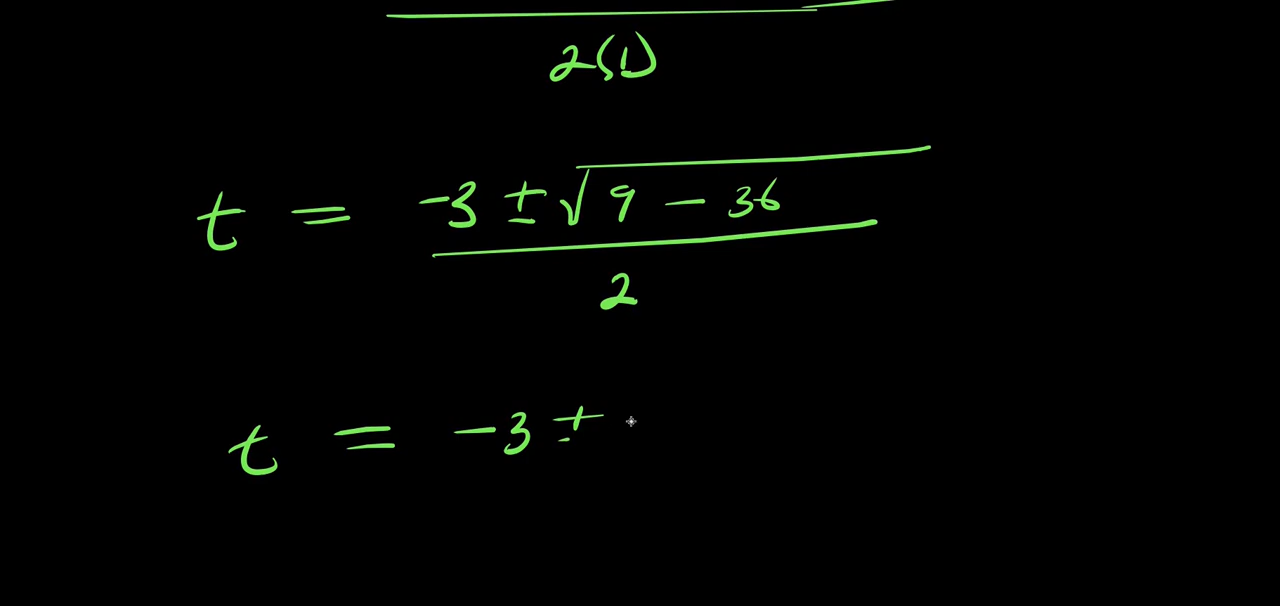 2(1)
t = -3 ± √9 - 36
2
t = -3 ±